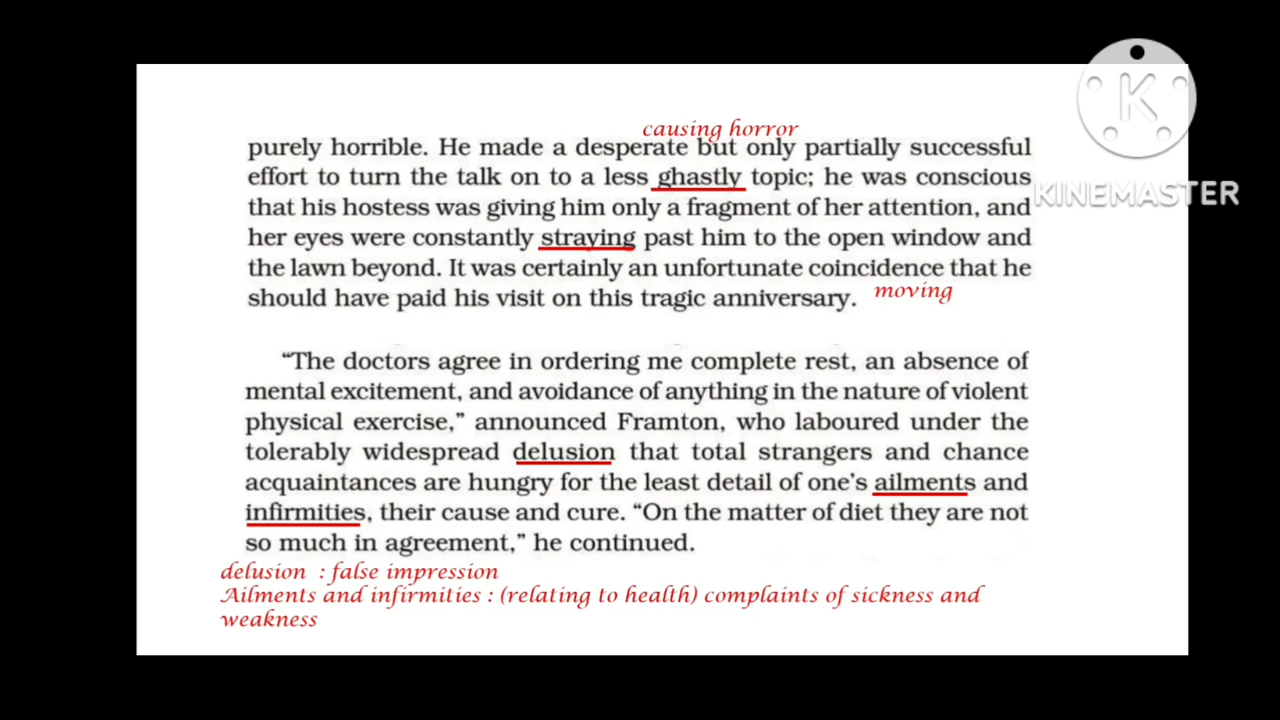 KINEMASTER
causing horror
purely horrible. He made a desperate but only partially successful
effort to turn the talk on to a less ghastly topic; he was conscious
that his hostess was giving him only a fragment of her attention, and
her eyes were constantly straying past him to the open window and
the lawn beyond. It was certainly an unfortunate coincidence that he
should have paid his visit on this tragic anniversary.
moving
“The doctors agree in ordering me complete rest, an absence of
mental excitement, and avoidance of anything in the nature of violent
physical exercise,” announced Framton, who laboured under the
tolerably widespread delusion that total strangers and chance
acquaintances are hungry for the least detail of one’s ailments and
infirmities, their cause and cure. “On the matter of diet they are not
so much in agreement,” he continued.
delusion : false impression
Ailments and infirmities : (relating to health) complaints of sickness and
weakness